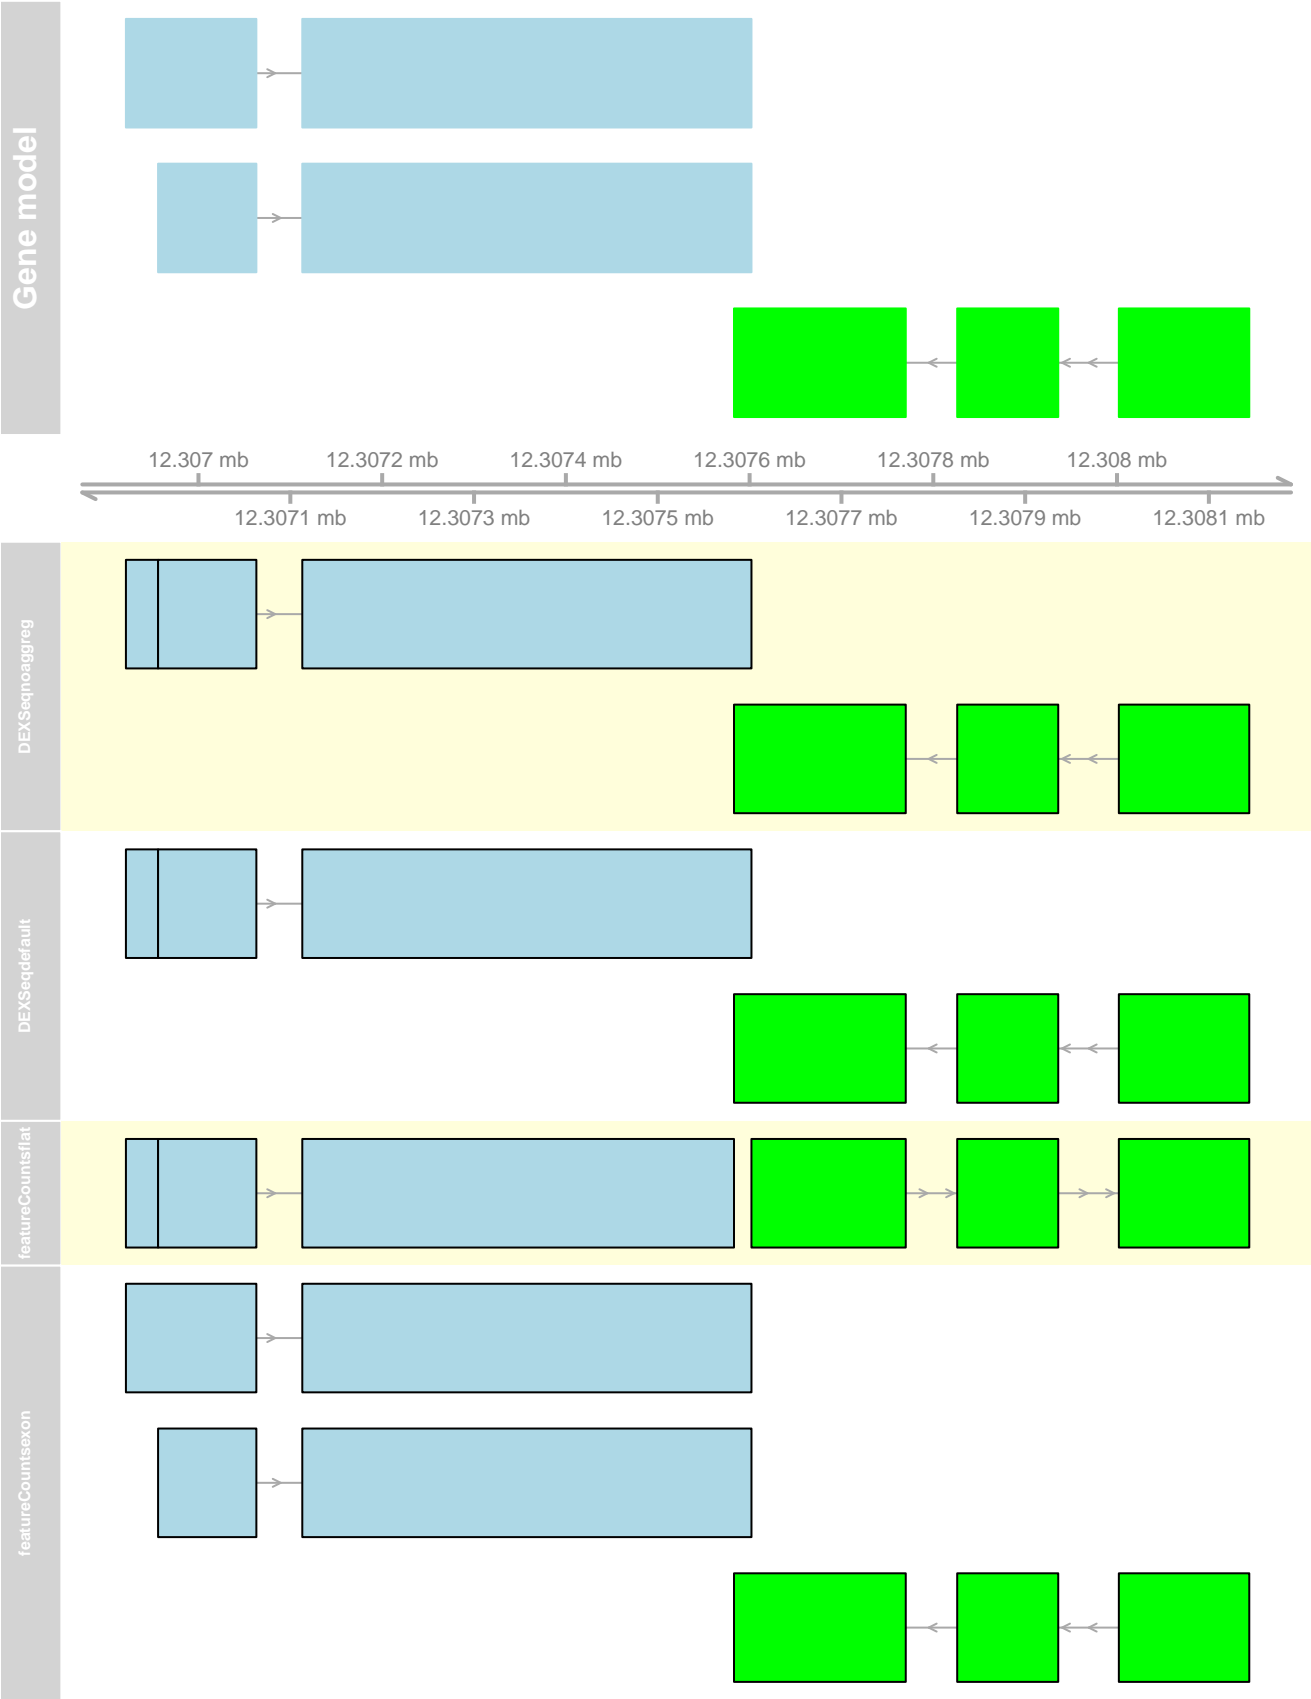 Gene model
12.307 mb 12.3072 mb 12.3074 mb 12.3076 mb 12.3078 mb 12.308 mb
12.3071 mb 12.3073 mb 12.3075 mb 12.3077 mb 12.3079 mb 12.3081 mb
DEXSeqnoaggreg
DEXSeqdefault
featureCountsflat
featureCountsexon